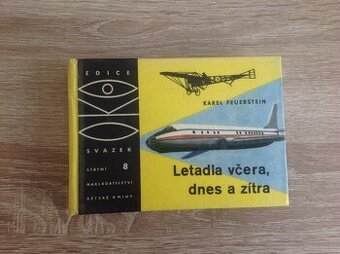 EDICE
OKO
SVAZEK
8
STÁTNÍ
NAKLADATELSTVÍ
DĚTSKÉ KNIHY
KAREL FEUERSTEIN
Letadla včera,
dnes a zítra